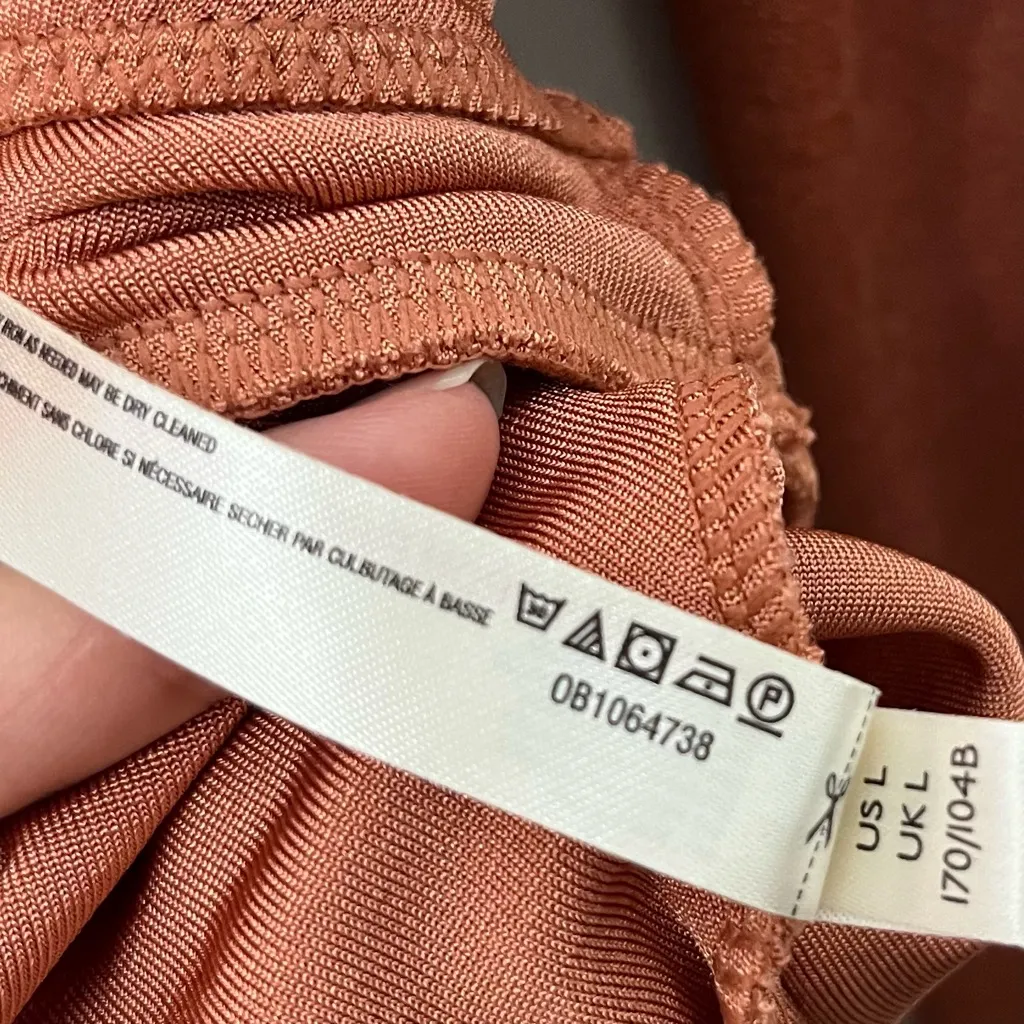 IRON AS NEEDED MAY BE DRY CLEANED
SANS CHLORE SI NÉCESSAIRE SECHER PAR CULBUTAGE À BASSE
30
P
0B1064738
US L
UK L
170/104B